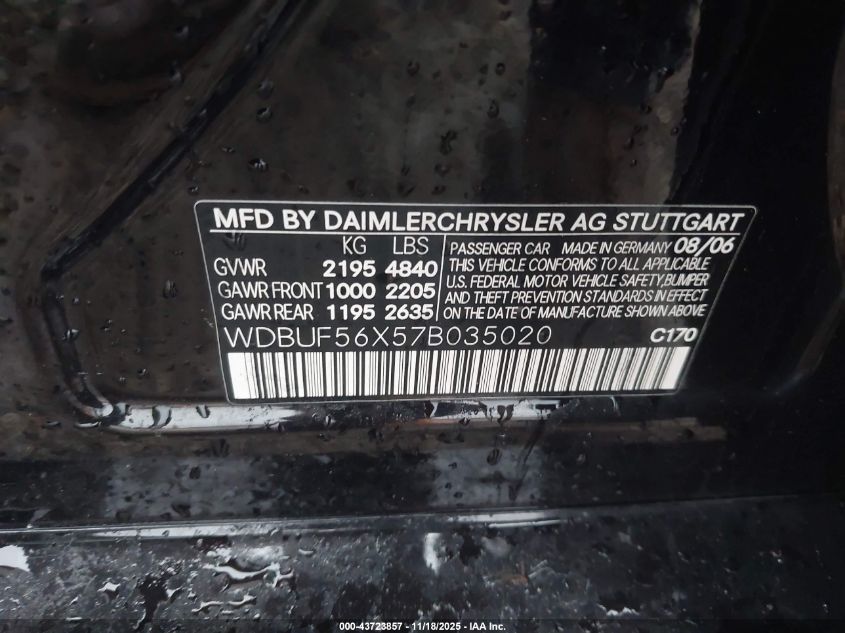 MFD BY DAIMLERCHRYSLER AG STUTTGART
KG LBS
GVWR 2195 4840
GAWR FRONT 1000 2205
GAWR REAR 1195 2635
PASSENGER CAR MADE IN GERMANY 08/06
THIS VEHICLE CONFORMS TO ALL APPLICABLE
U.S. FEDERAL MOTOR VEHICLE SAFETY, BUMPER
AND THEFT PREVENTION STANDARDS IN EFFECT
ON THE DATE OF MANUFACTURE SHOWN ABOVE
WDBUF56X57B035020 C170
000-43723857 - 11/18/2025 - IAA Inc.